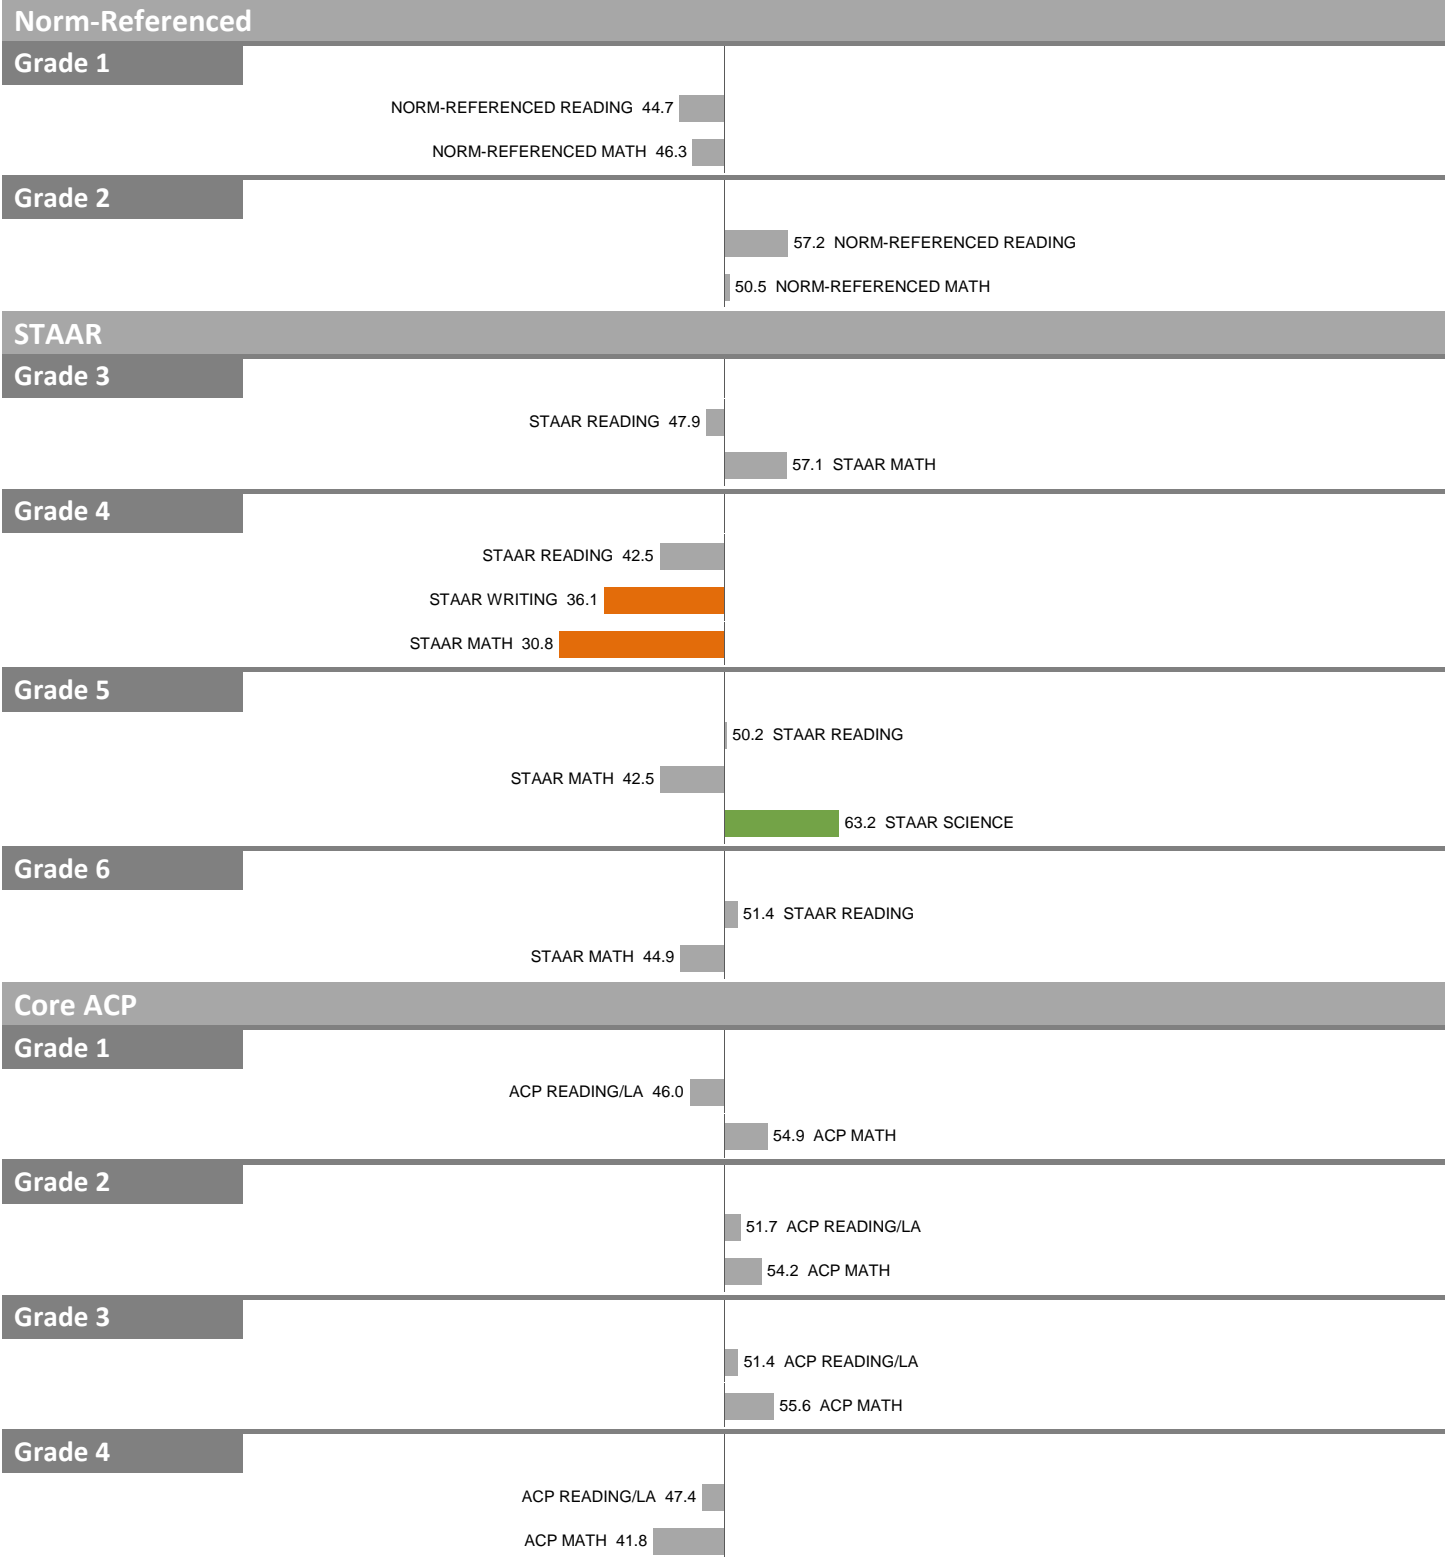 Norm-Referenced
Grade 1
NORM-REFERENCED READING 44.7
NORM-REFERENCED MATH 46.3
Grade 2
57.2 NORM-REFERENCED READING
50.5 NORM-REFERENCED MATH
STAAR
Grade 3
STAAR READING 47.9
57.1 STAAR MATH
Grade 4
STAAR READING 42.5
STAAR WRITING 36.1
STAAR MATH 30.8
Grade 5
50.2 STAAR READING
STAAR MATH 42.5
63.2 STAAR SCIENCE
Grade 6
51.4 STAAR READING
STAAR MATH 44.9
Core ACP
Grade 1
ACP READING/LA 46.0
54.9 ACP MATH
Grade 2
51.7 ACP READING/LA
54.2 ACP MATH
Grade 3
51.4 ACP READING/LA
55.6 ACP MATH
Grade 4
ACP READING/LA 47.4
ACP MATH 41.8